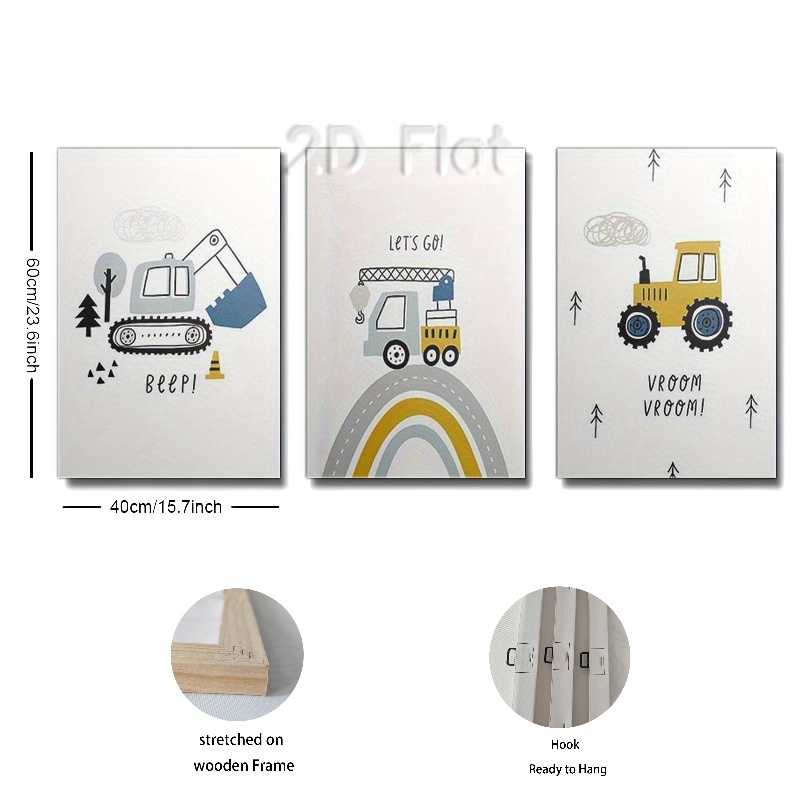 2D Flat
LET'S GO!
BEEP!
VROOM
VROOM!
60cm/23.6inch
40cm/15.7inch
stretched on
wooden Frame
Hook
Ready to Hang